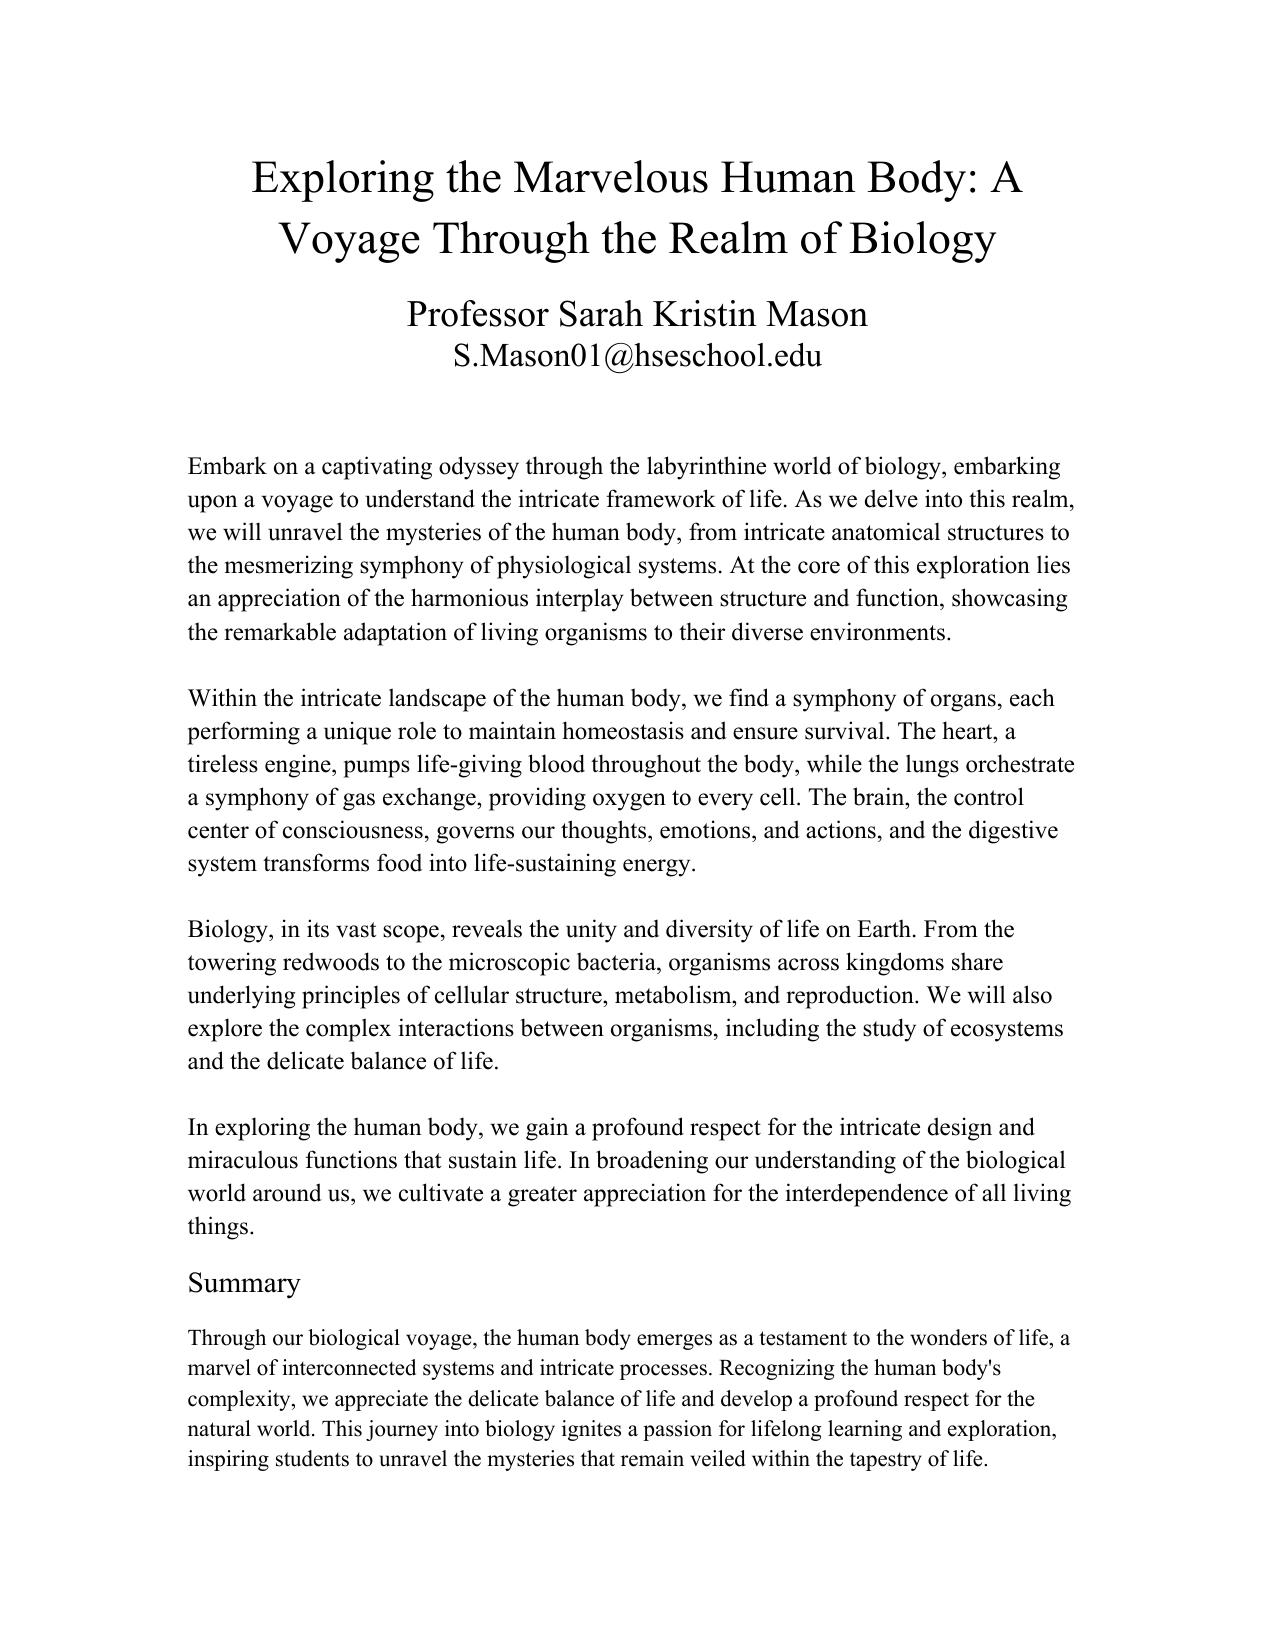 Exploring the Marvelous Human Body: A
Voyage Through the Realm of Biology
Professor Sarah Kristin Mason
S.Mason01@hseschool.edu
Embark on a captivating odyssey through the labyrinthine world of biology, embarking
upon a voyage to understand the intricate framework of life. As we delve into this realm,
we will unravel the mysteries of the human body, from intricate anatomical structures to
the mesmerizing symphony of physiological systems. At the core of this exploration lies
an appreciation of the harmonious interplay between structure and function, showcasing
the remarkable adaptation of living organisms to their diverse environments.
Within the intricate landscape of the human body, we find a symphony of organs, each
performing a unique role to maintain homeostasis and ensure survival. The heart, a
tireless engine, pumps life-giving blood throughout the body, while the lungs orchestrate
a symphony of gas exchange, providing oxygen to every cell. The brain, the control
center of consciousness, governs our thoughts, emotions, and actions, and the digestive
system transforms food into life-sustaining energy.
Biology, in its vast scope, reveals the unity and diversity of life on Earth. From the
towering redwoods to the microscopic bacteria, organisms across kingdoms share
underlying principles of cellular structure, metabolism, and reproduction. We will also
explore the complex interactions between organisms, including the study of ecosystems
and the delicate balance of life.
In exploring the human body, we gain a profound respect for the intricate design and
miraculous functions that sustain life. In broadening our understanding of the biological
world around us, we cultivate a greater appreciation for the interdependence of all living
things.
Summary
Through our biological voyage, the human body emerges as a testament to the wonders of life, a
marvel of interconnected systems and intricate processes. Recognizing the human body's
complexity, we appreciate the delicate balance of life and develop a profound respect for the
natural world. This journey into biology ignites a passion for lifelong learning and exploration,
inspiring students to unravel the mysteries that remain veiled within the tapestry of life.